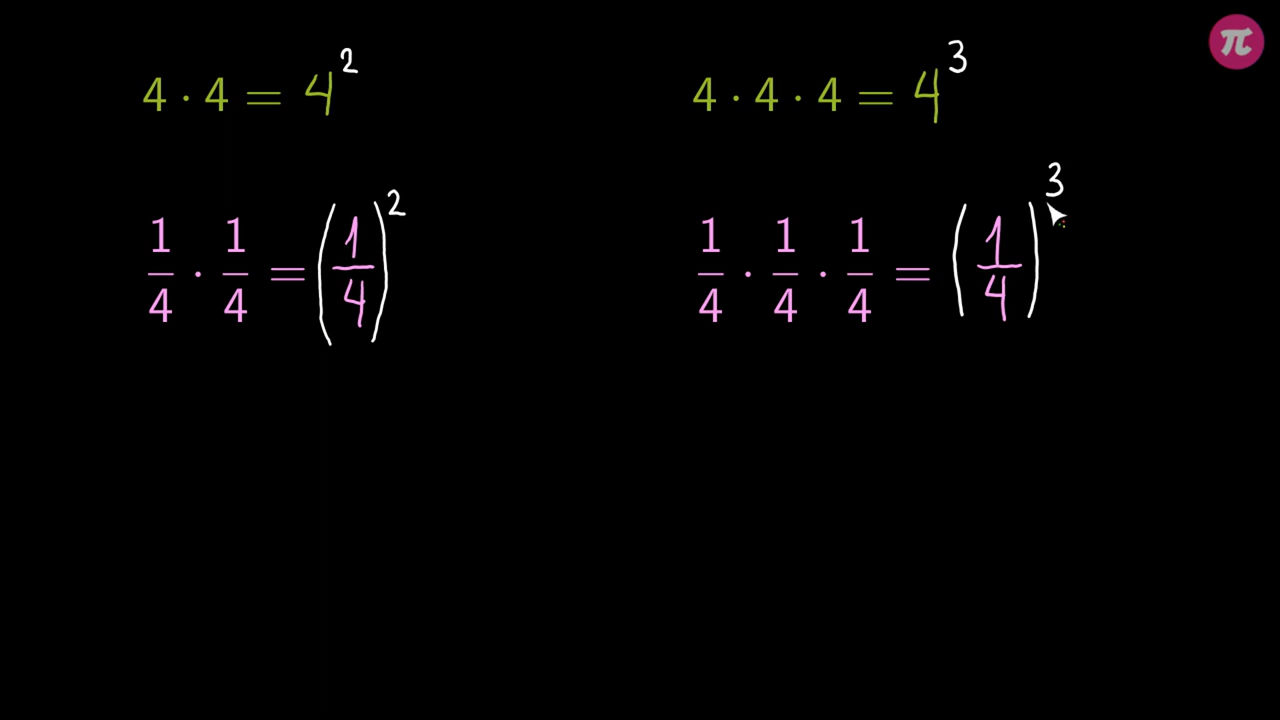 4 · 4 = 4² 4 · 4 · 4 = 4³
1/4 · 1/4 = (1/4)² 1/4 · 1/4 · 1/4 = (1/4)³
π